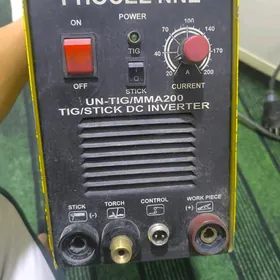 POWER
ON
TIG
OFF
STICK
20
40
60
100
140
170
200
A
CURRENT
UN-TIG/MMA200
TIG/STICK DC INVERTER
STICK
TORCH
CONTROL
WORK PIECE
(-)
(+)